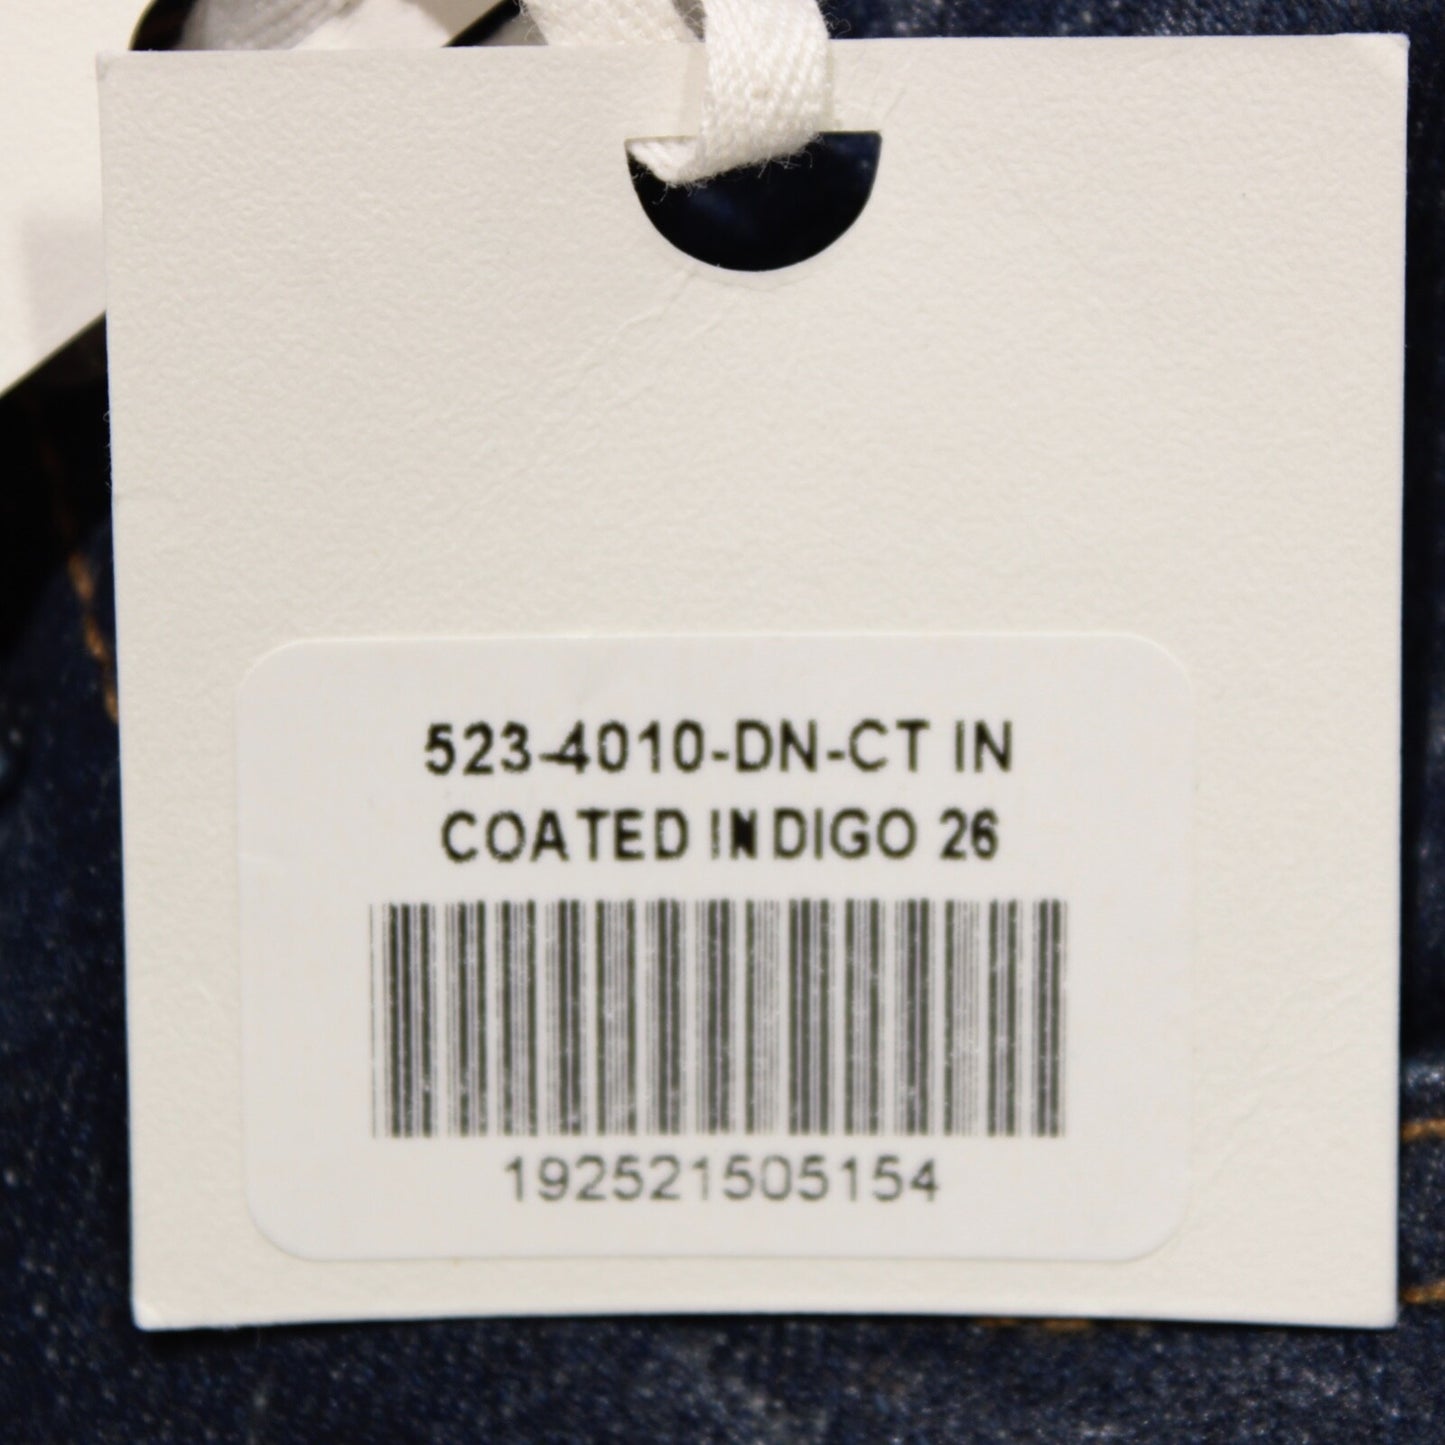 523-4010-DN-CT IN
COATED INDIGO 26
192521505154